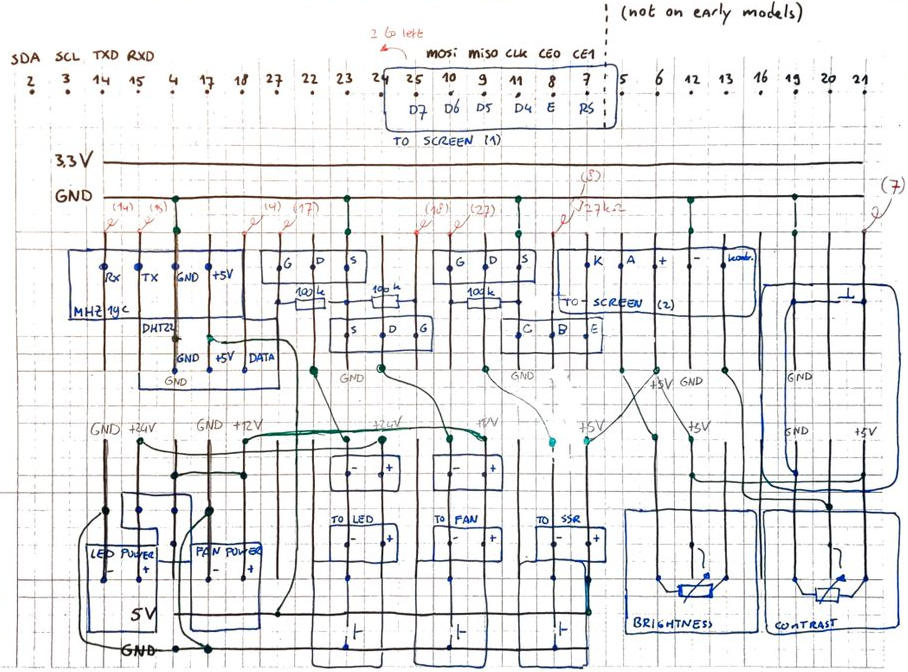 (not on early models)
2 to left
SDA SCL TXD RXD mosi miso CLK CE0 CE1
2 3 14 15 4 17 18 27 22 23 24 25 10 9 11 8 7 5 6 12 13 16 19 20 21
D7 D6 D5 D4 E RS
TO SCREEN (1)
3.3V
GND
(14) (15) (4) (17) (18) (27) (8) (7)
27kΩ
Rx TX GND +5V G D S G D S K A + -
100k 100k
MHZ 19C TO SCREEN (2)
S D G C B E
DHT22
GND +5V DATA
GND GND GND +5V GND GND
GND +24V GND +12V +24V +5V +5V GND +5V
- + - +
TO LED TO FAN TO SSR
- + - + - +
LED POWER FAN POWER
- + - +
5V
BRIGHTNESS CONTRAST
GND